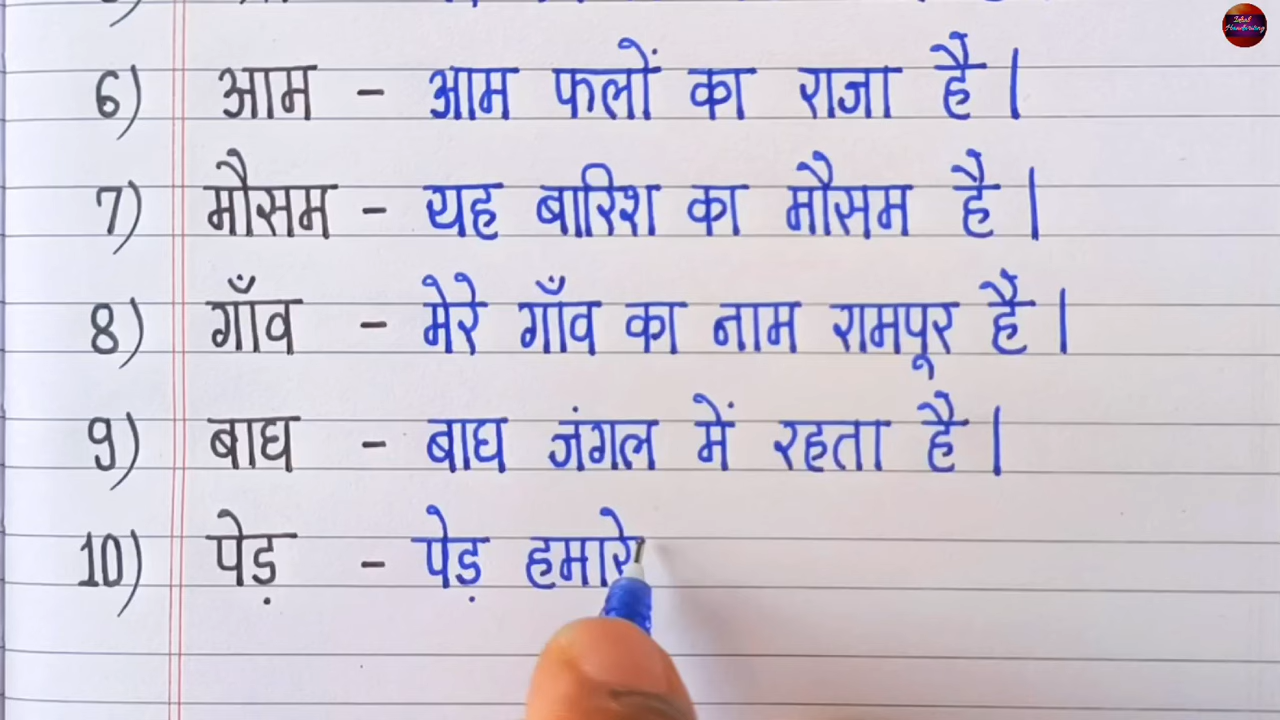 6) आम - आम फलों का राजा है।
7) मौसम - यह बारिश का मौसम है।
8) गाँव - मेरे गाँव का नाम रामपूर है।
9) बाघ - बाघ जंगल में रहता है।
10) पेड़ - पेड़ हमारे